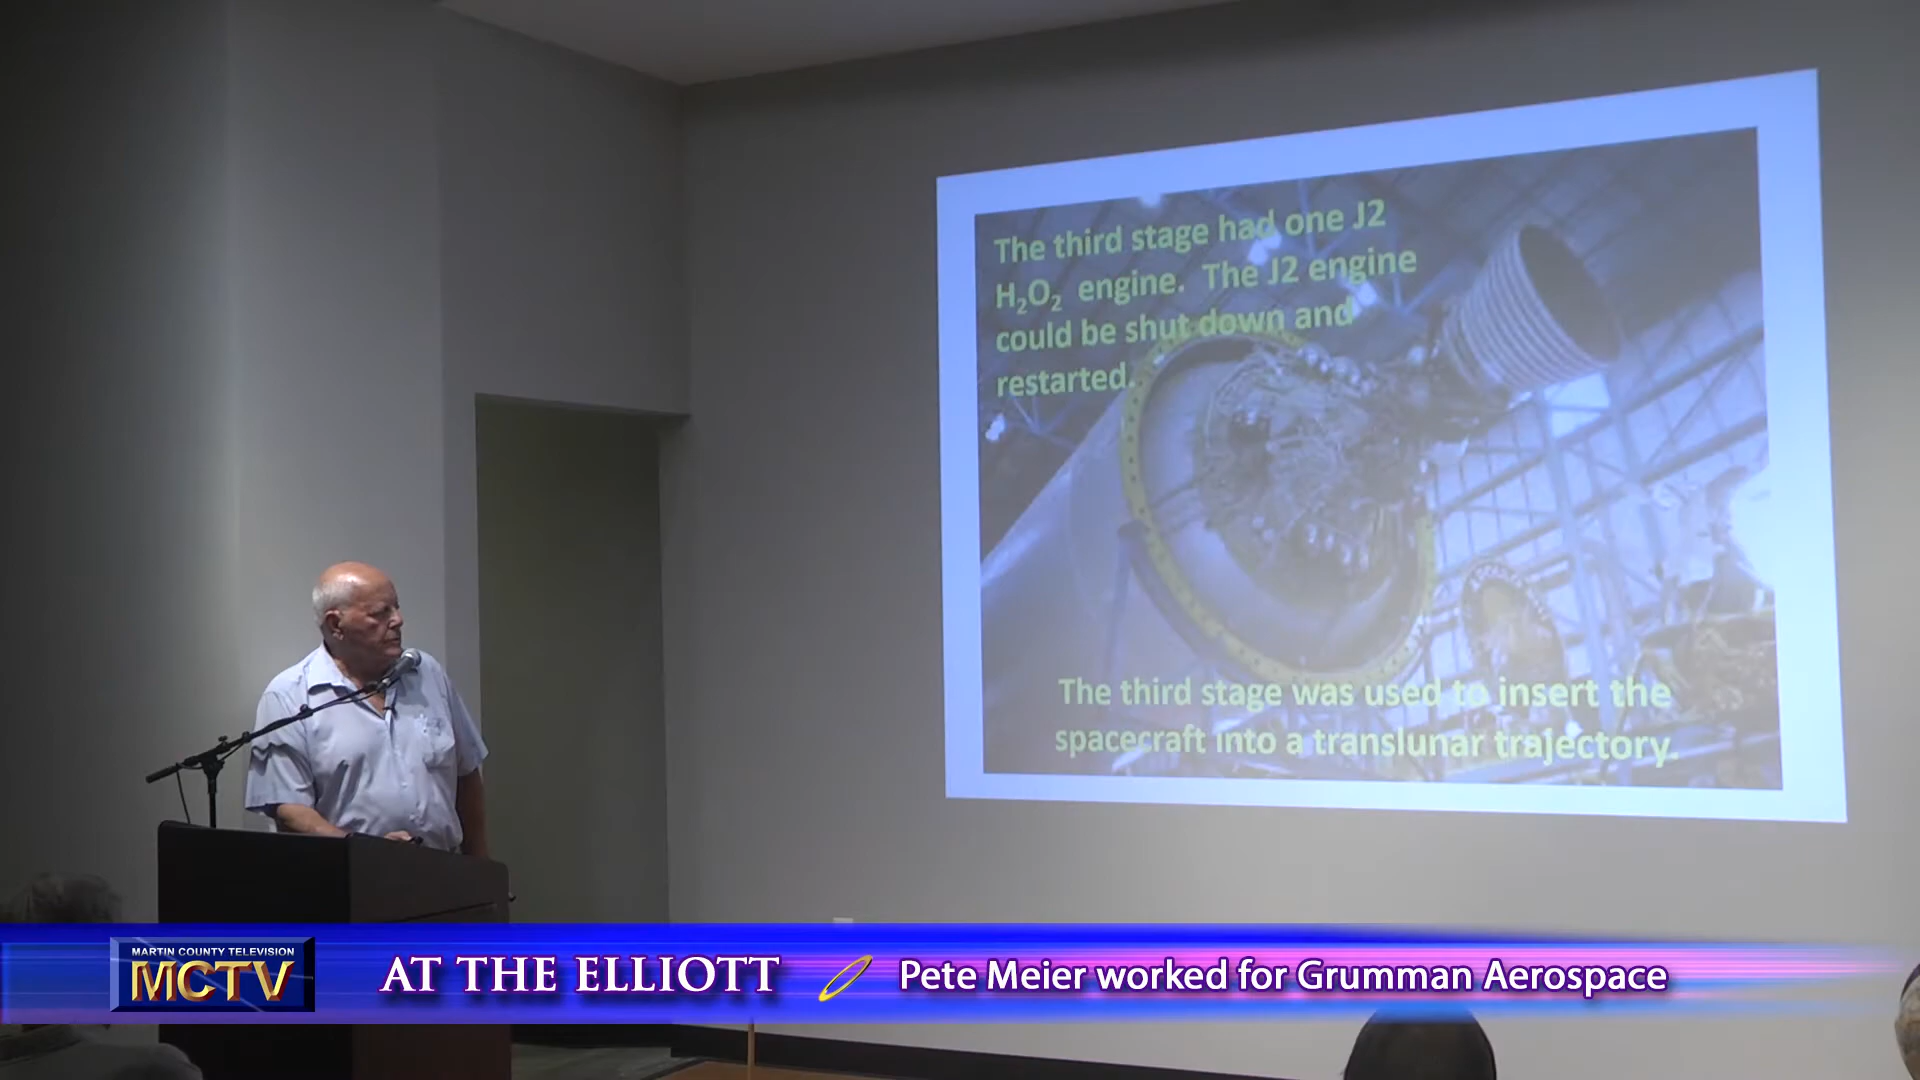 The third stage had one J2
H₂O₂ engine. The J2 engine
could be shut down and
restarted.
The third stage was used to insert the
spacecraft into a translunar trajectory.
MARTIN COUNTY TELEVISION
MCTV
AT THE ELLIOTT
Pete Meier worked for Grumman Aerospace